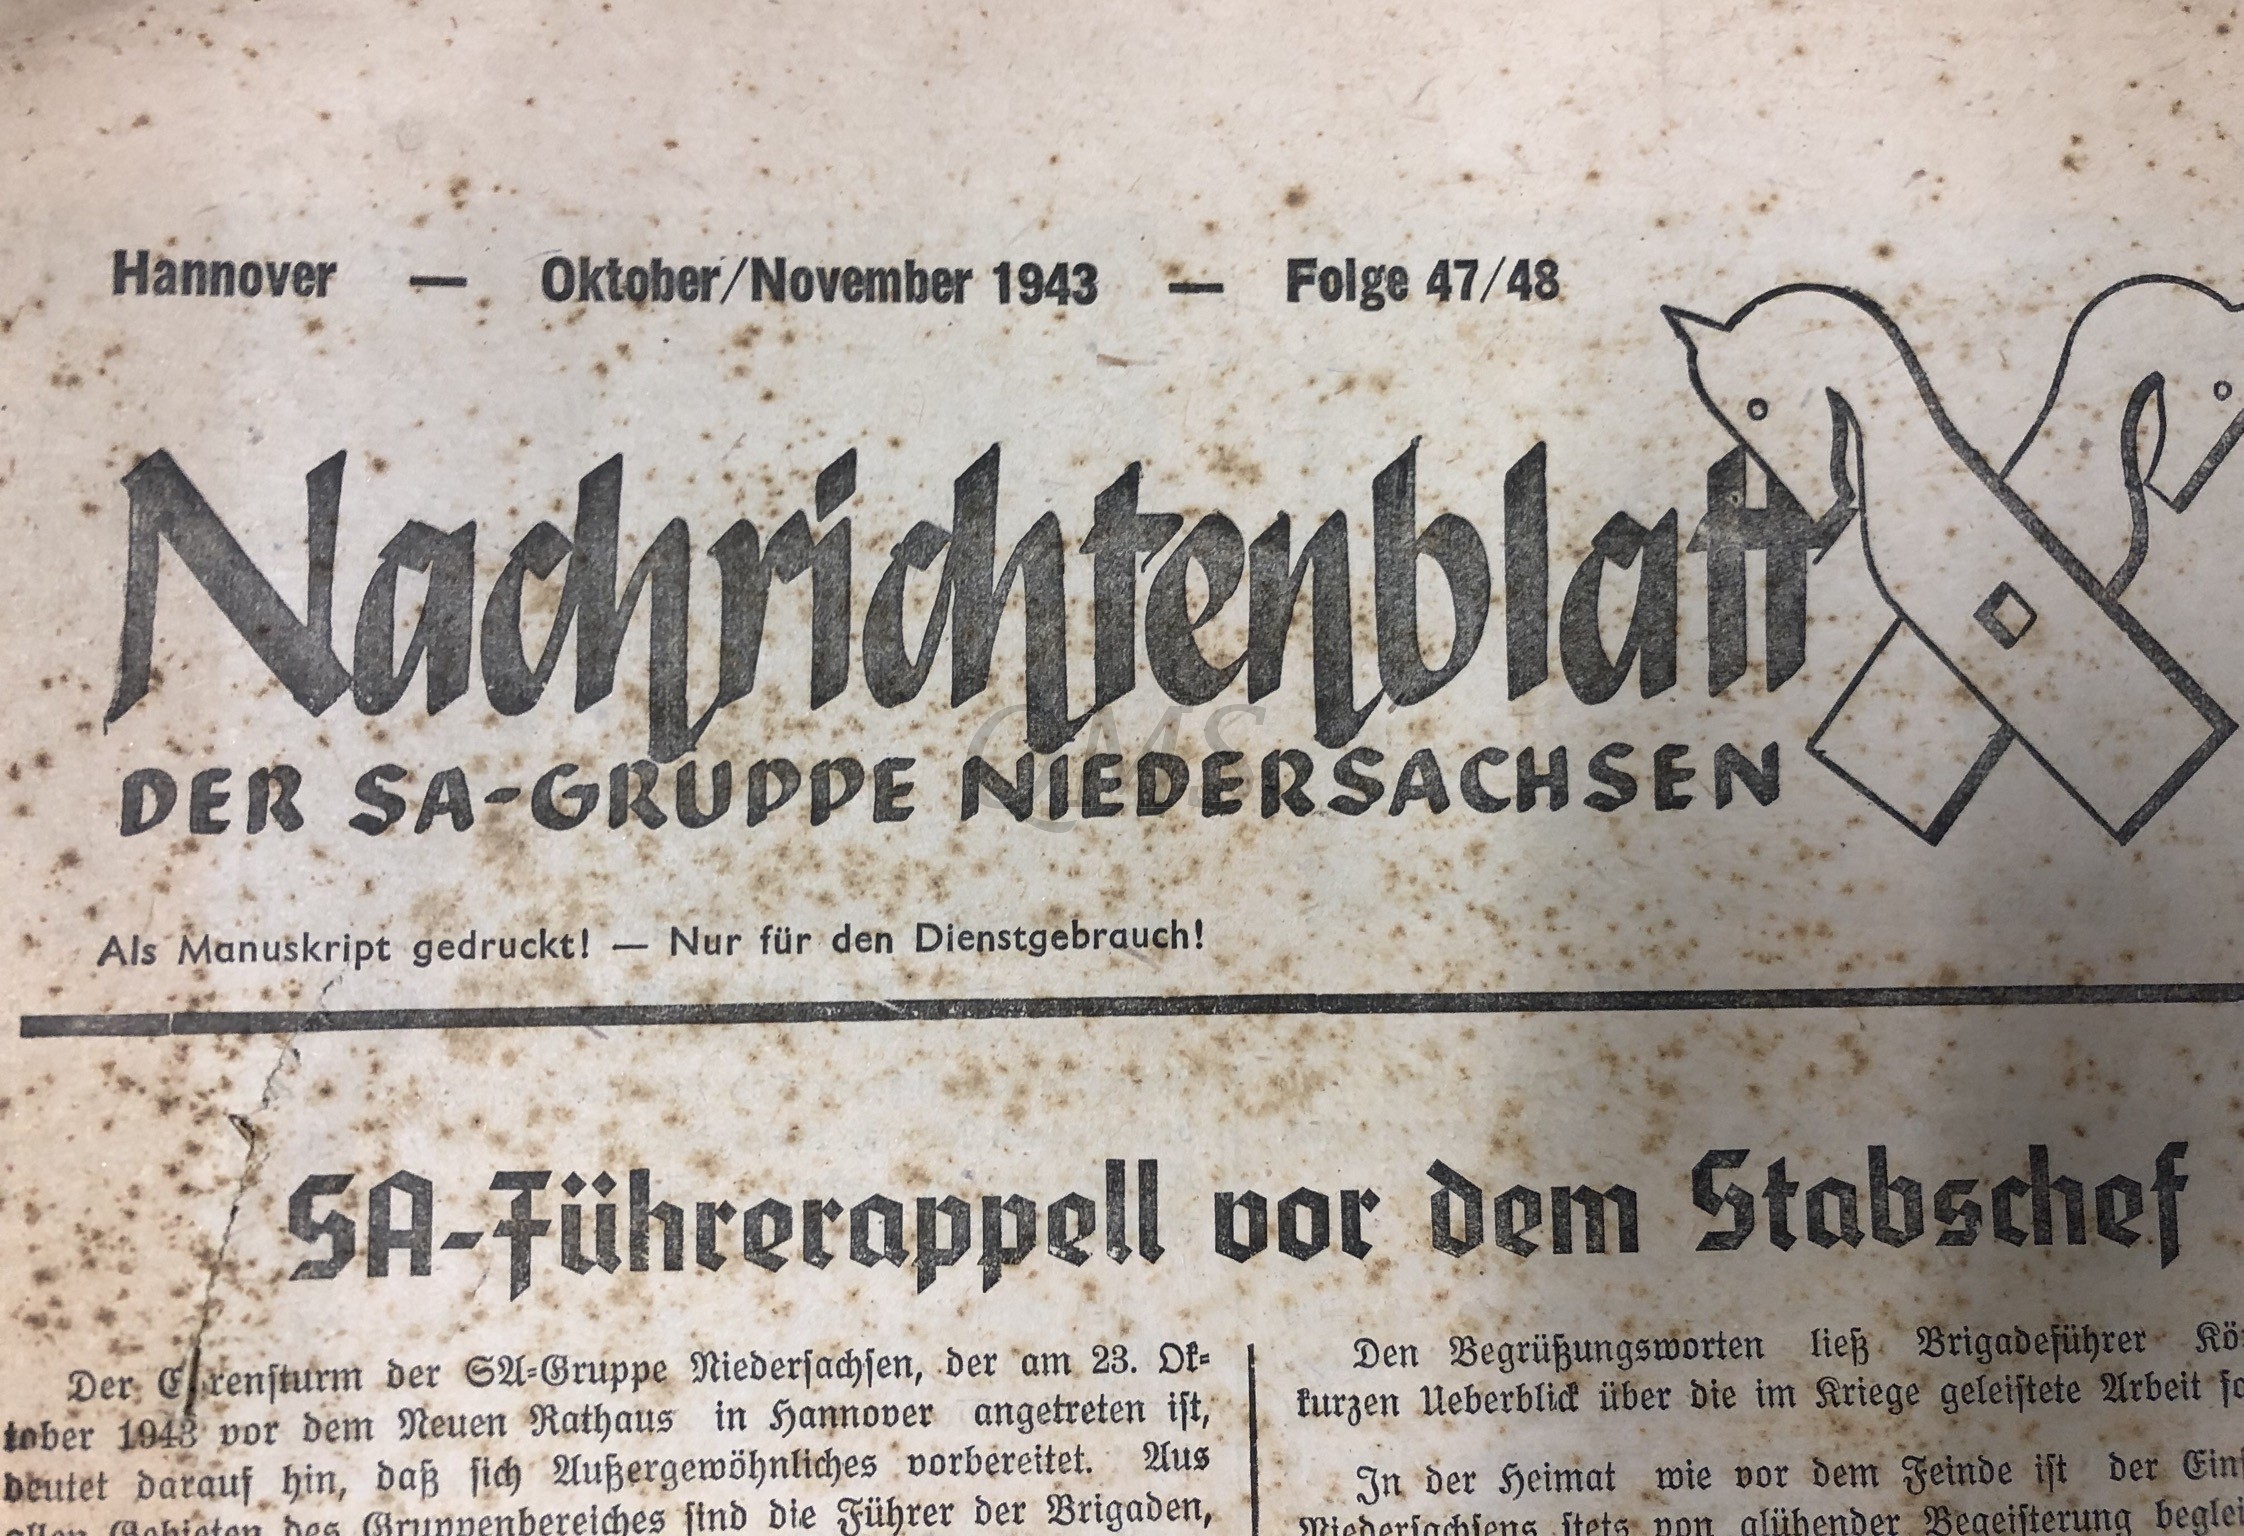 Hannover — Oktober/November 1943 — Folge 47/48
Nachrichtenblatt
DER SA-GRUPPE NIEDERSACHSEN
QMS
Als Manuskript gedruckt! — Nur für den Dienstgebrauch!
SA-Führerappell vor dem Stabschef
Der Ehrensturm der SA-Gruppe Niedersachsen, der am 23. Ok-
tober 1943 vor dem Neuen Rathaus in Hannover angetreten ist,
deutet darauf hin, daß sich Außergewöhnliches vorbereitet. Aus
allen Gebieten des Gruppenbereiches sind die Führer der Brigaden,
Den Begrüßungsworten ließ Brigadeführer
kurzen Ueberblick über die im Kriege geleistete Arbeit
In der Heimat wie vor dem Feinde ist der
Niedersachsens stets von glühender Begeisterung